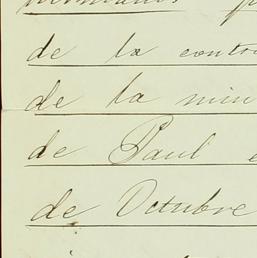 de la contr
de la min
de Paul e
de Octubre